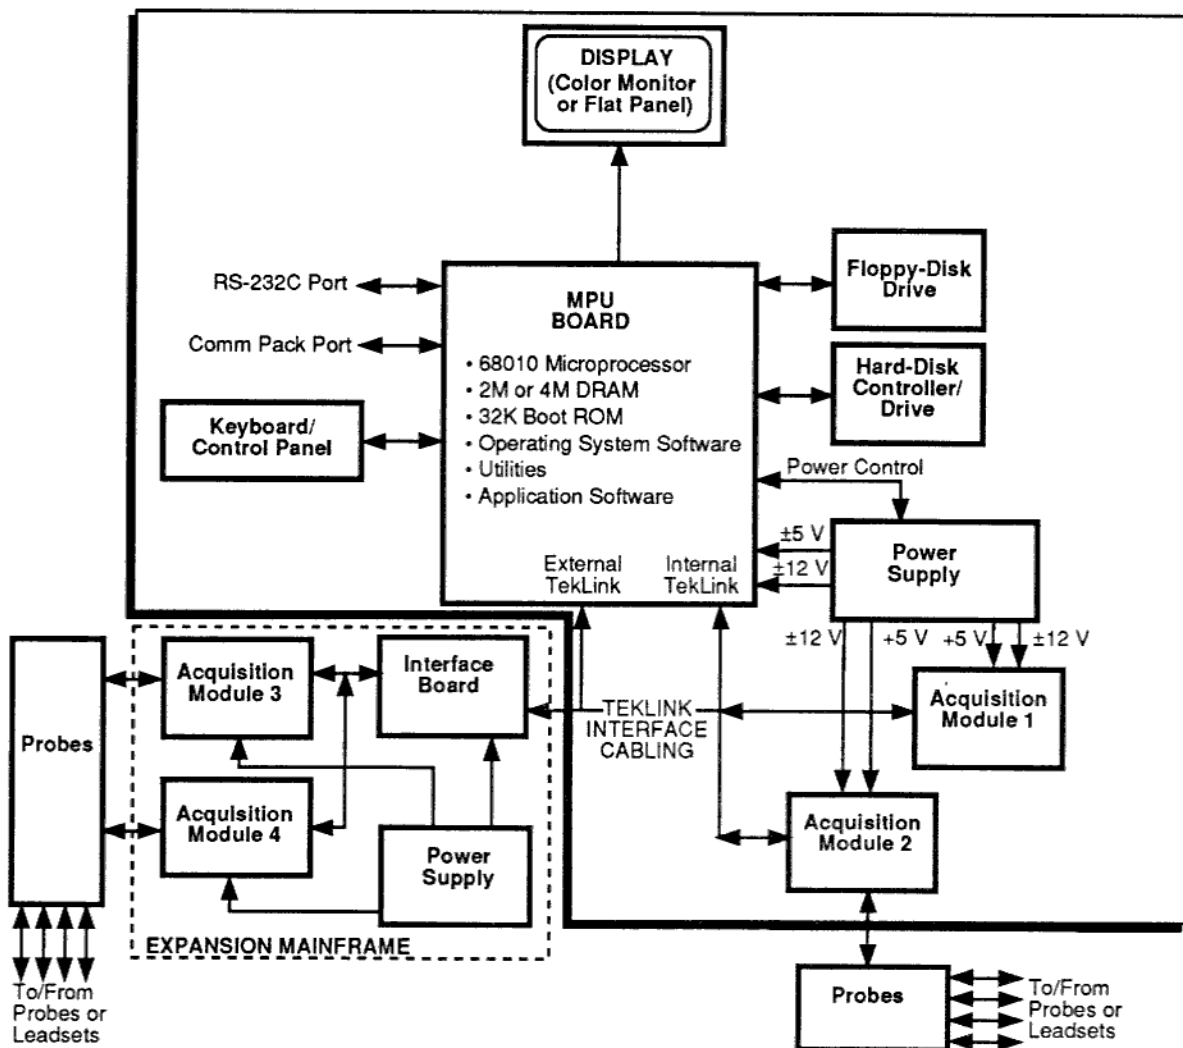 DISPLAY
(Color Monitor
or Flat Panel)
RS-232C Port
Comm Pack Port
Keyboard/
Control Panel
MPU
BOARD
• 68010 Microprocessor
• 2M or 4M DRAM
• 32K Boot ROM
• Operating System Software
• Utilities
• Application Software
External
TekLink
Internal
TekLink
Floppy-Disk
Drive
Hard-Disk
Controller/
Drive
Power Control
±5 V
±12 V
Power
Supply
±12 V
+5 V
+5 V
±12 V
Acquisition
Module 1
Acquisition
Module 2
TEKLINK
INTERFACE
CABLING
Probes
Acquisition
Module 3
Interface
Board
Acquisition
Module 4
Power
Supply
EXPANSION MAINFRAME
To/From
Probes or
Leadsets
Probes
To/From
Probes or
Leadsets